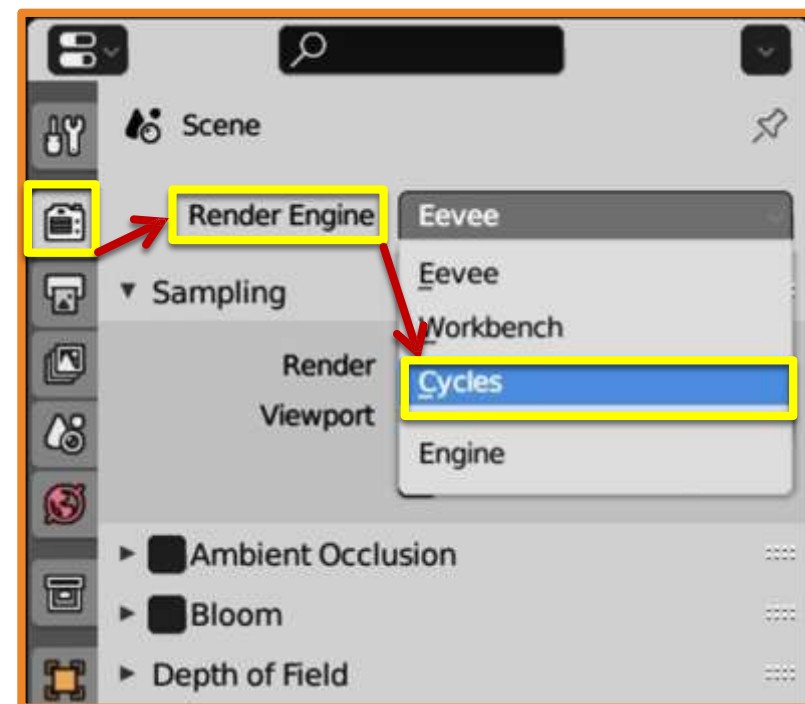 Scene
Render Engine Eevee
Eevee
Sampling
Workbench
Render
Cycles
Viewport
Engine
Ambient Occlusion
Bloom
Depth of Field